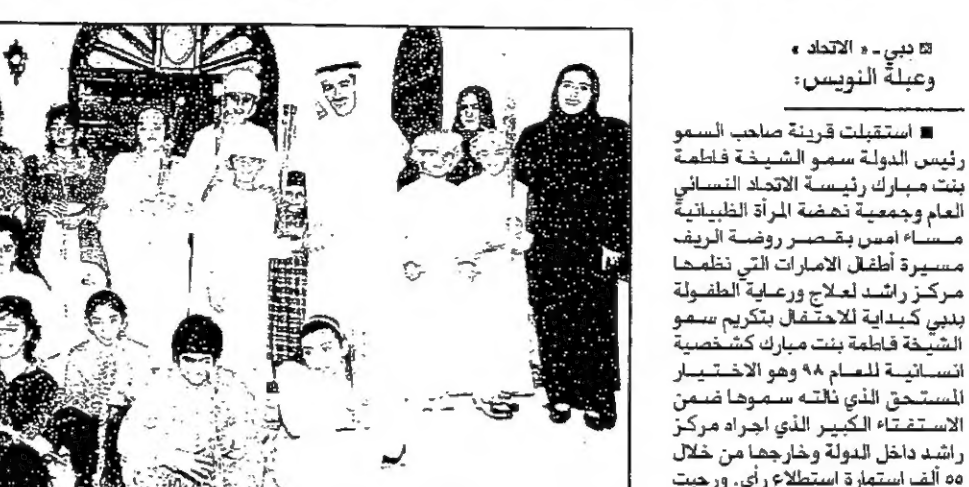 دبي ـ « الاتحاد »
وعبلة النويس:
■ استقبلت قرينة صاحب السمو
رئيس الدولة سمو الشيخة فاطمة
بنت مبارك رئيسة الاتحاد النسائي
العام وجمعية نهضة المرأة الظبيانية
مساء امس بقصر روضة الريف
مسيرة أطفال الامارات التي نظمها
مركز راشد لعلاج ورعاية الطفولة
بدبي كبداية للاحتفال بتكريم سمو
الشيخة فاطمة بنت مبارك كشخصية
انسانية للعام ٩٨ وهو الاختيار
المستحق الذي نالته سموها ضمن
الاستفتاء الكبير الذي اجراه مركز
راشد داخل الدولة وخارجها من خلال
٥٥ ألف استمارة استطلاع رأي. ورحبت